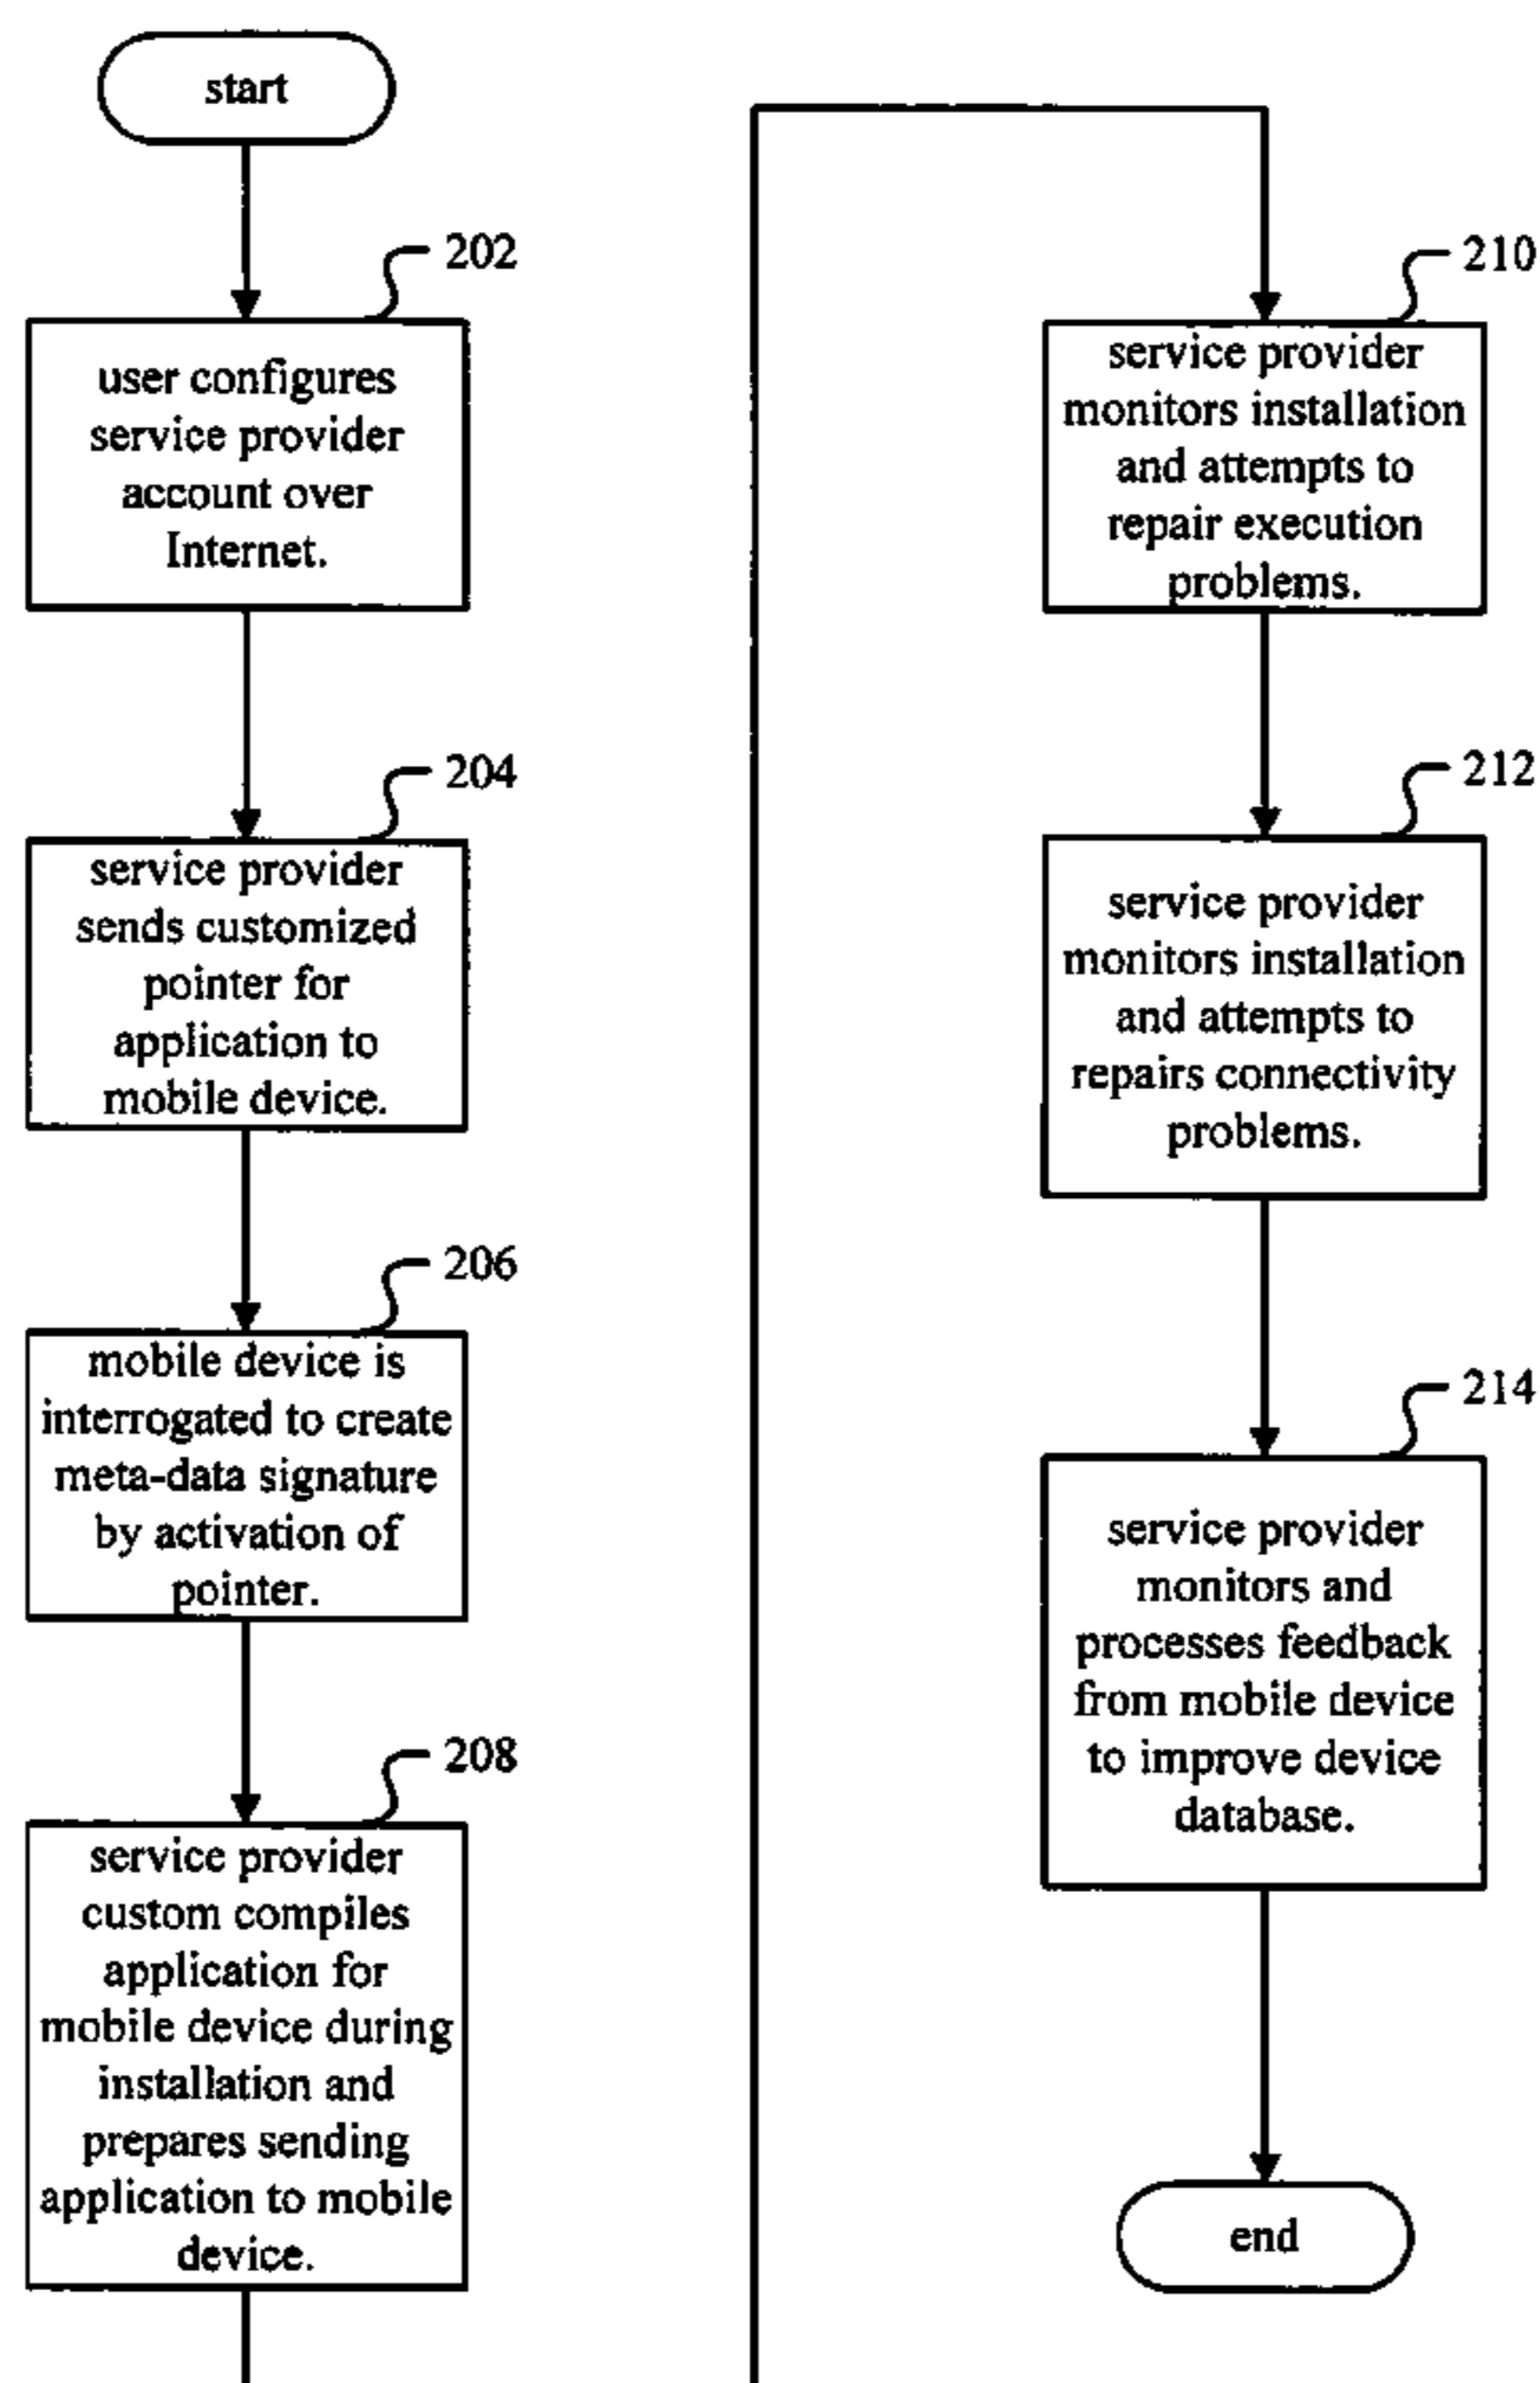 start
202
user configures
service provider
account over
Internet.
204
service provider
sends customized
pointer for
application to
mobile device.
206
mobile device is
interrogated to create
meta-data signature
by activation of
pointer.
208
service provider
custom compiles
application for
mobile device during
installation and
prepares sending
application to mobile
device.
210
service provider
monitors installation
and attempts to
repair execution
problems.
212
service provider
monitors installation
and attempts to
repairs connectivity
problems.
214
service provider
monitors and
processes feedback
from mobile device
to improve device
database.
end